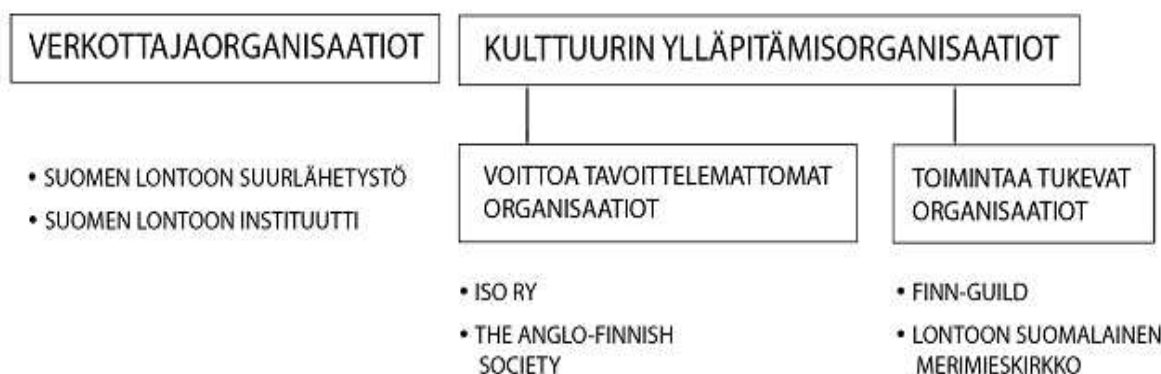 VERKOTTAJAORGANISAATIOT
• SUOMEN LONTOON SUURLÄHETYSTÖ
• SUOMEN LONTOON INSTITUUTTI
KULTTUURIN YLLÄPITÄMISORGANISAATIOT
VOITTOA TAVOITTELEMATTOMAT
ORGANISAATIOT
• ISO RY
• THE ANGLO-FINNISH
SOCIETY
TOIMINTAA TUKEVAT
ORGANISAATIOT
• FINN-GUILD
• LONTOON SUOMALAINEN
MERIMIESKIRKKO